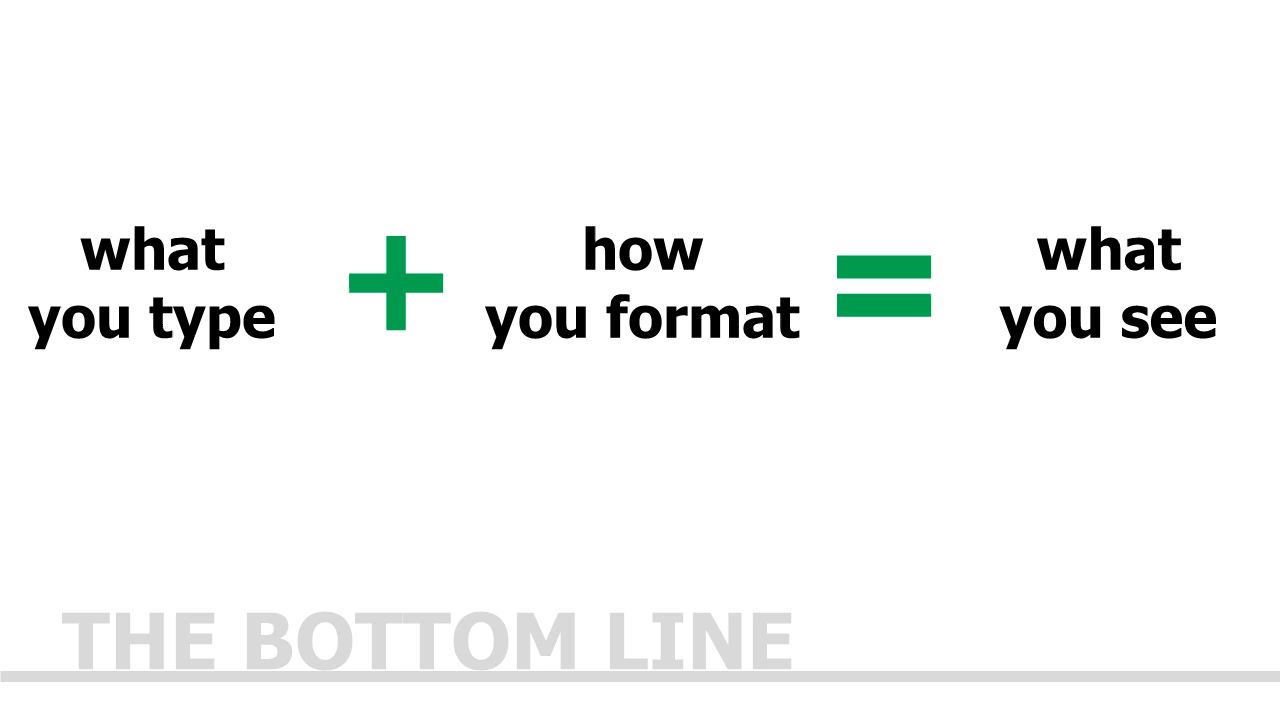 what
you type
+
how
you format
=
what
you see
THE BOTTOM LINE